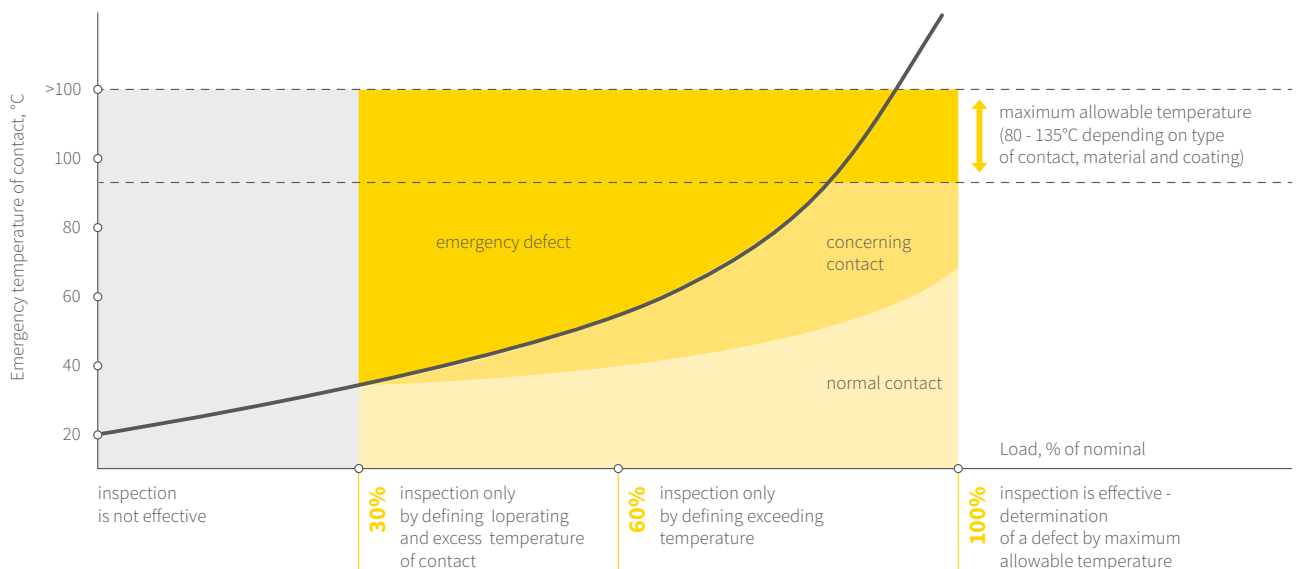 Emergency temperature of contact, °C
>100
100
80
60
40
20
emergency defect
concerning
contact
normal contact
maximum allowable temperature
(80 - 135°C depending on type
of contact, material and coating)
Load, % of nominal
inspection
is not effective
30%
inspection only
by defining Ioperating
and excess temperature
of contact
60%
inspection only
by defining exceeding
temperature
100%
inspection is effective -
determination
of a defect by maximum
allowable temperature